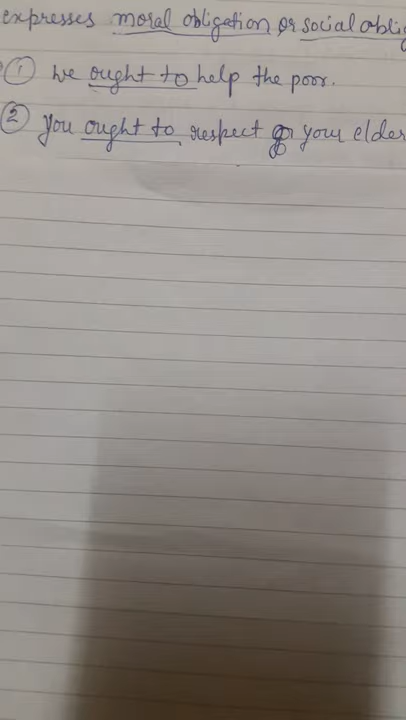 expresses moral obligation or social oblig
① we ought to help the poor.
② You ought to respect your elder